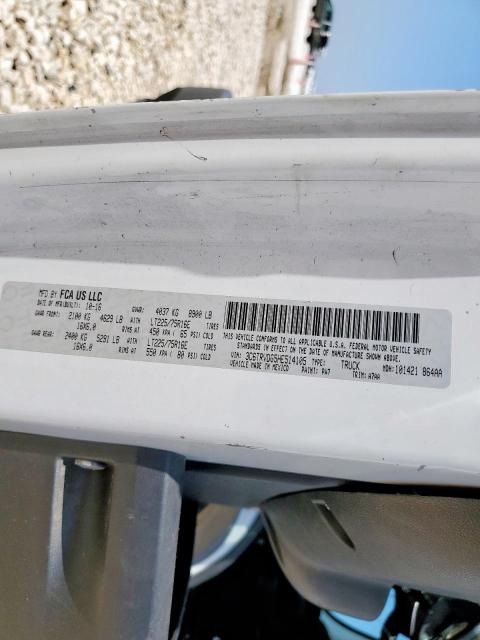 MFD BY FCA US LLC
DATE OF MFR(BUILT): 10-16 GVWR: 4037 KG 8900 LB
GAWR FRONT: 2100 KG 4629 LB WITH LT225/75R16E TIRES
16X6.0 RIMS AT 450 KPA ( 65 PSI) COLD
GAWR REAR: 2400 KG 5291 LB WITH LT225/75R16E TIRES
16X6.0 RIMS AT 550 KPA ( 80 PSI) COLD
THIS VEHICLE CONFORMS TO ALL APPLICABLE U.S.A. FEDERAL MOTOR VEHICLE SAFETY
STANDARDS IN EFFECT ON THE DATE OF MANUFACTURE SHOWN ABOVE.
VIN: 3C6TRVDG5HE514105 TYPE: TRUCK MDH: 101421 864AA
VEHICLE MADE IN MEXICO PAINT: PW7 TRIM: A7AA